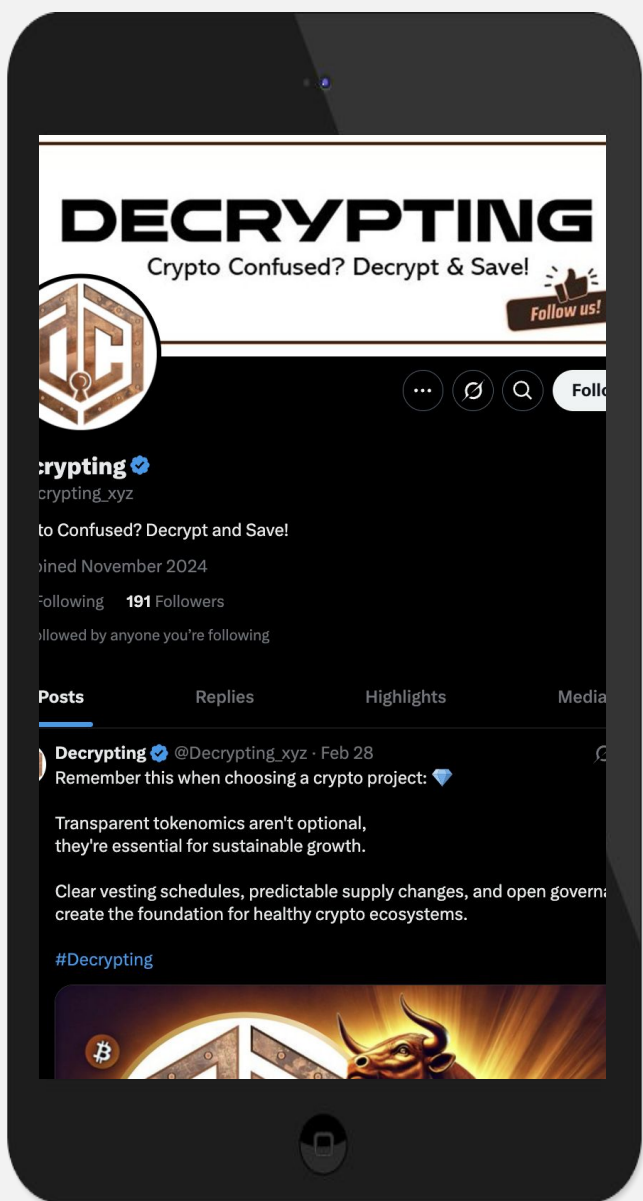 DECRYPTING
Crypto Confused? Decrypt & Save!
Follow us!
DC
Follo
crypting
crypting_xyz
to Confused? Decrypt and Save!
oined November 2024
Following 191 Followers
ollowed by anyone you're following
Posts Replies Highlights Media
Decrypting @Decrypting_xyz · Feb 28
Remember this when choosing a crypto project:
Transparent tokenomics aren't optional,
they're essential for sustainable growth.
Clear vesting schedules, predictable supply changes, and open governa
create the foundation for healthy crypto ecosystems.
#Decrypting